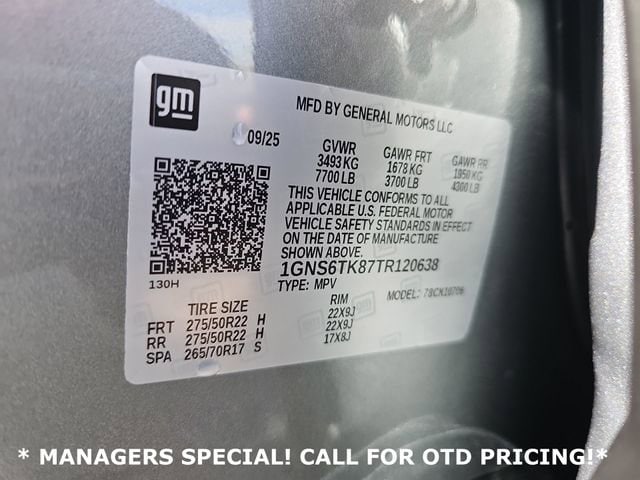 gm
MFD BY GENERAL MOTORS LLC
09/25
GVWR GAWR FRT GAWR RR
3493 KG 1678 KG 1950 KG
7700 LB 3700 LB 4300 LB
THIS VEHICLE CONFORMS TO ALL
APPLICABLE U.S. FEDERAL MOTOR
VEHICLE SAFETY STANDARDS IN EFFECT
ON THE DATE OF MANUFACTURE
SHOWN ABOVE.
1GNS6TK87TR120638
130H
TYPE: MPV MODEL:
TIRE SIZE RIM
FRT 275/50R22 H 22X9J
RR 275/50R22 H 22X9J
SPA 265/70R17 S 17X8J
* MANAGERS SPECIAL! CALL FOR OTD PRICING!*